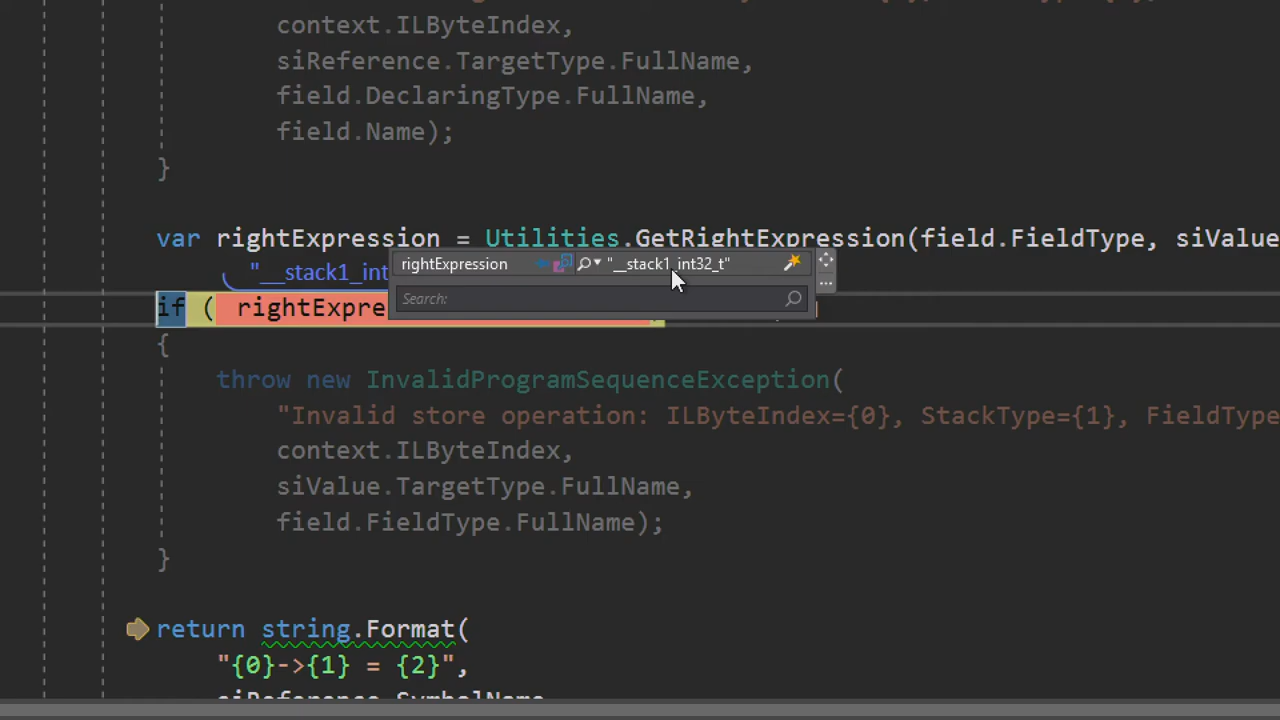 context.ILByteIndex,
siReference.TargetType.FullName,
field.DeclaringType.FullName,
field.Name);
}
var rightExpression = Utilities.GetRightExpression(field.FieldType, siValue
"__stack1_int
rightExpression "__stack1_int32_t"
Search:
if ( rightExpre
{
throw new InvalidProgramSequenceException(
"Invalid store operation: ILByteIndex={0}, StackType={1}, FieldType
context.ILByteIndex,
siValue.TargetType.FullName,
field.FieldType.FullName);
}
return string.Format(
"{0}->{1} = {2}",
siReference.SymbolName